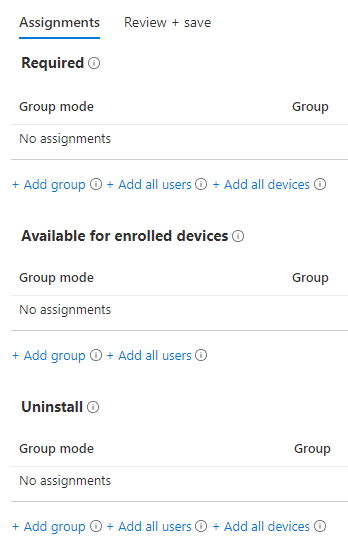 Assignments Review + save
Required
Group mode Group
No assignments
+ Add group + Add all users + Add all devices
Available for enrolled devices
Group mode Group
No assignments
+ Add group + Add all users
Uninstall
Group mode Group
No assignments
+ Add group + Add all users + Add all devices